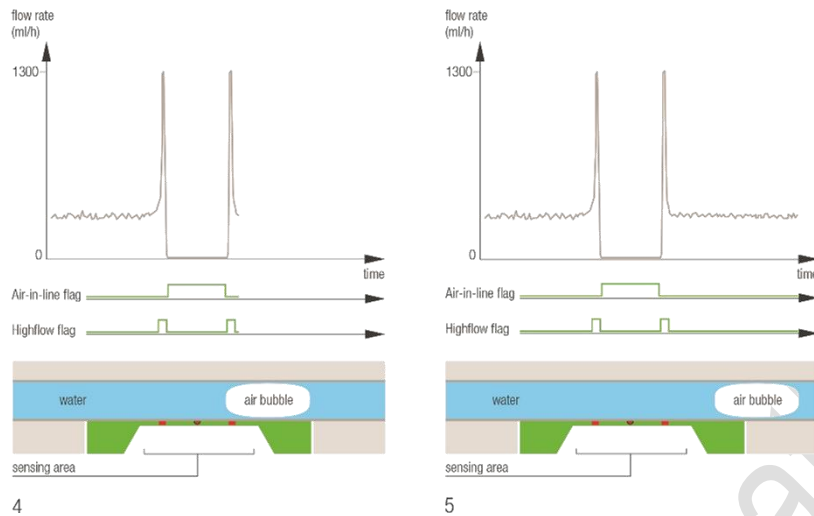 flow rate
(ml/h)
1300
0
time
Air-in-line flag
Highflow flag
water
air bubble
sensing area
4
flow rate
(ml/h)
1300
0
time
Air-in-line flag
Highflow flag
water
air bubble
sensing area
5